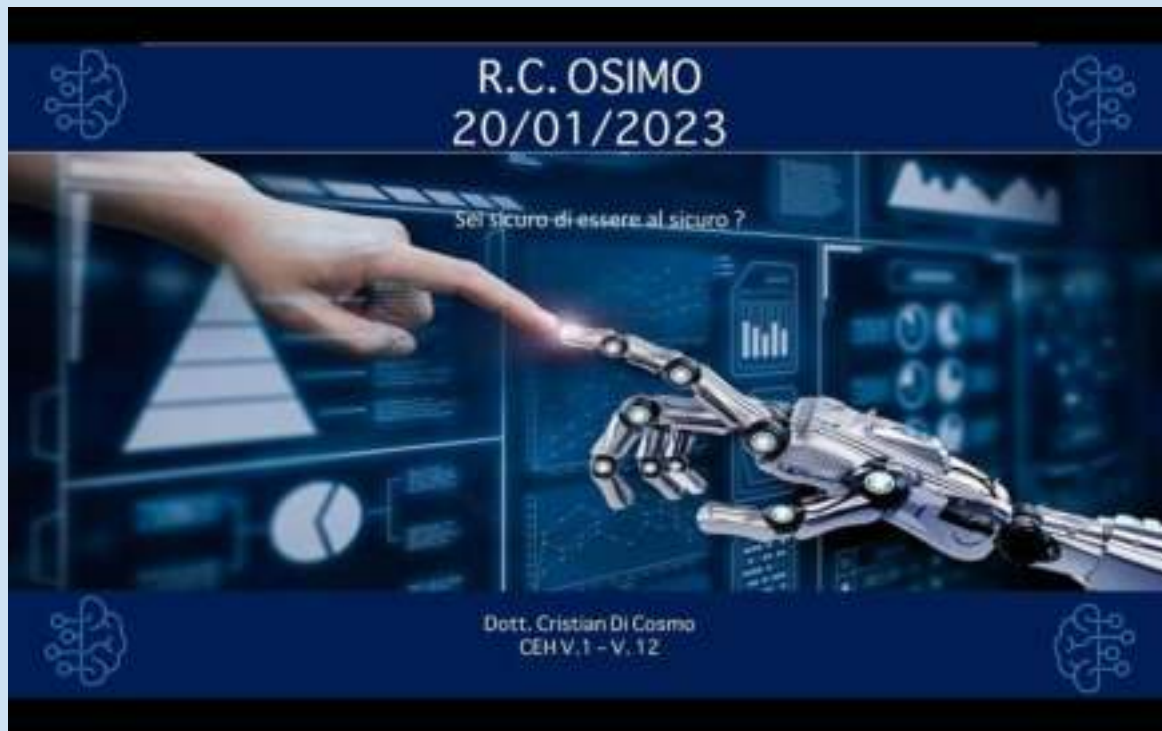 R.C. OSIMO
20/01/2023
Sei sicuro di essere al sicuro ?
Dott. Cristian Di Cosmo
CEH V.1 – V. 12